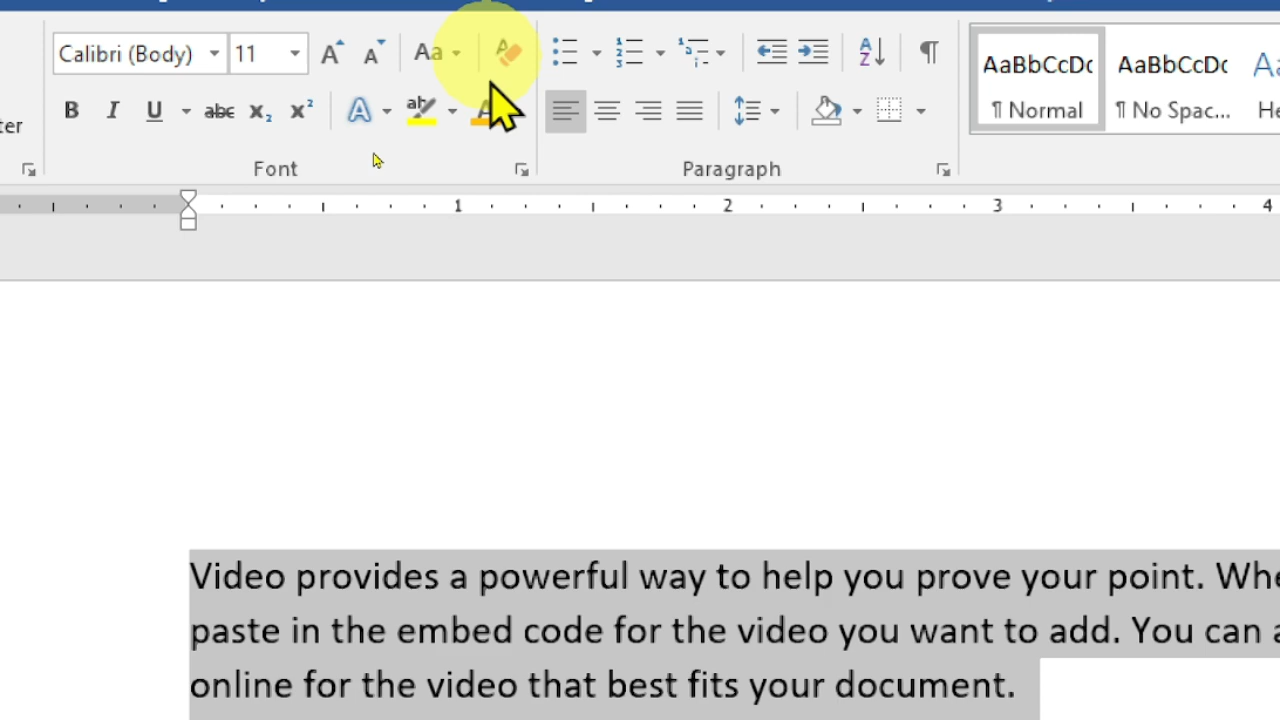 Calibri (Body) 11 Aa
B I U abc x₂ x² A ab A
AaBbCcDc AaBbCcDc
¶ Normal ¶ No Spac...
ter
Font Paragraph
1 2 3 4
Video provides a powerful way to help you prove your point.
paste in the embed code for the video you want to add. You can
online for the video that best fits your document.